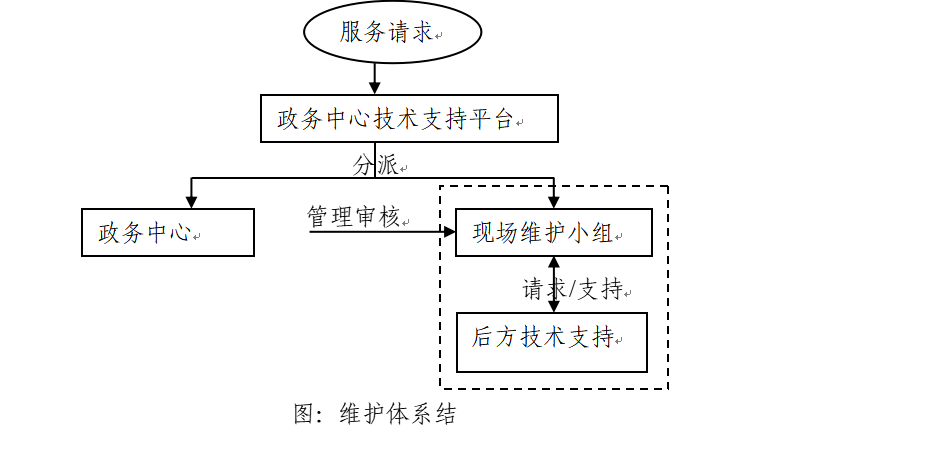 服务请求
政务中心技术支持平台
分派
管理审核
政务中心
现场维护小组
请求/支持
后方技术支持
图：维护体系结